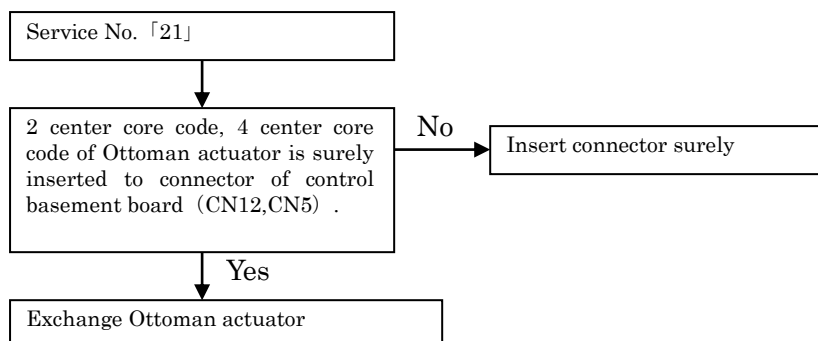 Service No.「21」
2 center core code, 4 center core
code of Ottoman actuator is surely
inserted to connector of control
basement board（CN12,CN5）.
No
Insert connector surely
Yes
Exchange Ottoman actuator